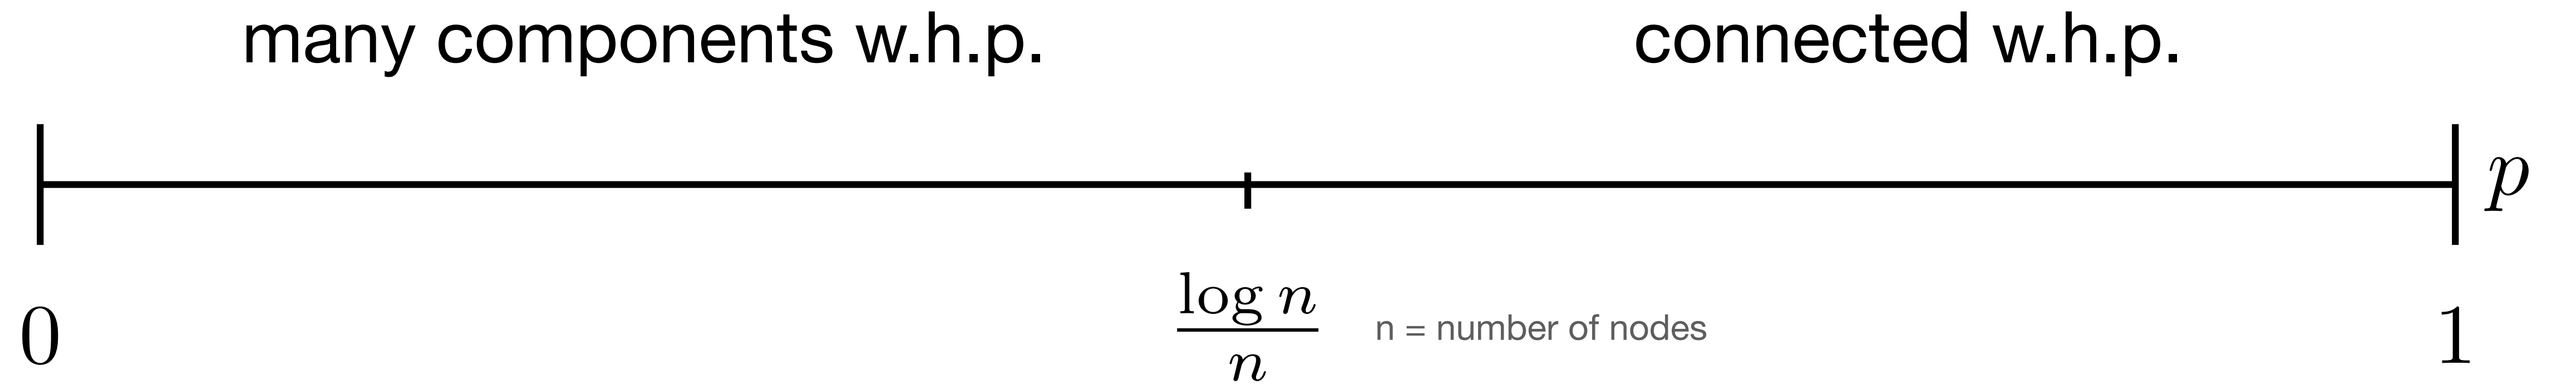 many components w.h.p. connected w.h.p.
p
0 log n / n n = number of nodes 1